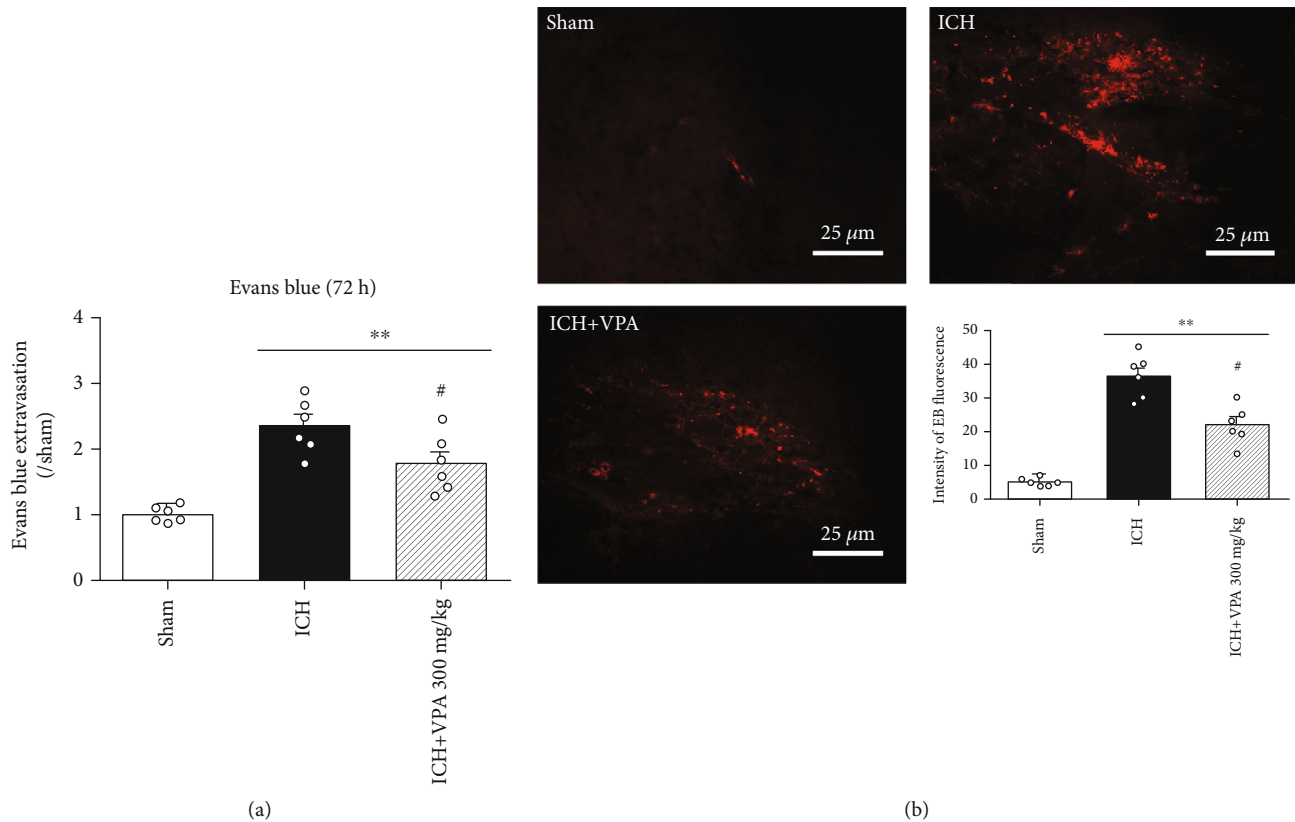 Evans blue (72 h)
Evans blue extravasation
(/sham)
4
3
2
1
0
**
#
Sham
ICH
ICH+VPA 300 mg/kg
(a)
Sham
25 μm
ICH
25 μm
ICH+VPA
25 μm
Intensity of EB fluorescence
50
40
30
20
10
0
**
#
Sham
ICH
ICH+VPA 300 mg/kg
(b)